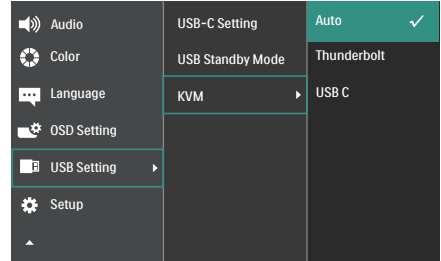 Audio
Color
Language
OSD Setting
USB Setting
Setup
USB-C Setting
USB Standby Mode
KVM
Auto
Thunderbolt
USB C